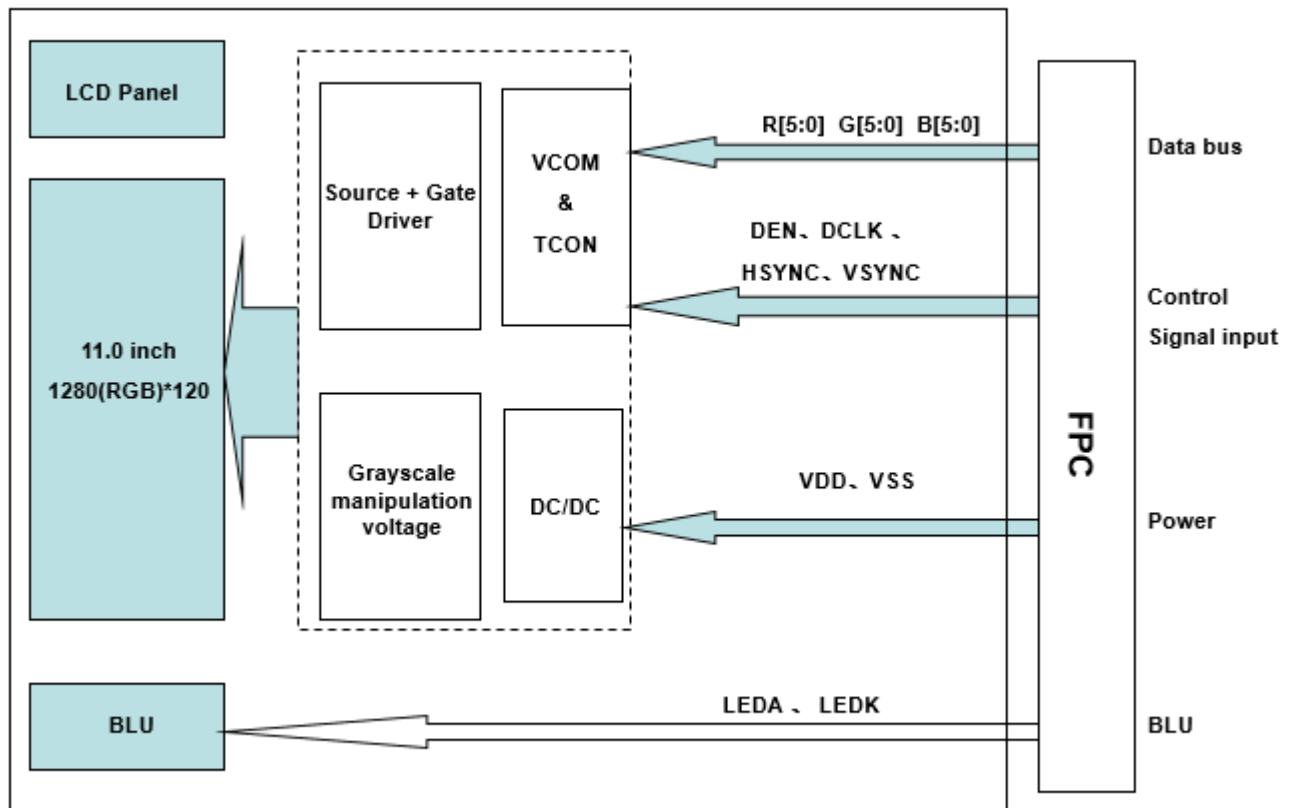 LCD Panel
R[5:0]  G[5:0]  B[5:0]
Data bus
VCOM
&
TCON
Source + Gate
Driver
DEN、DCLK 、
HSYNC、VSYNC
Control
Signal input
11.0 inch
1280(RGB)*120
FPC
Grayscale
manipulation
voltage
DC/DC
VDD、VSS
Power
BLU
LEDA 、 LEDK
BLU